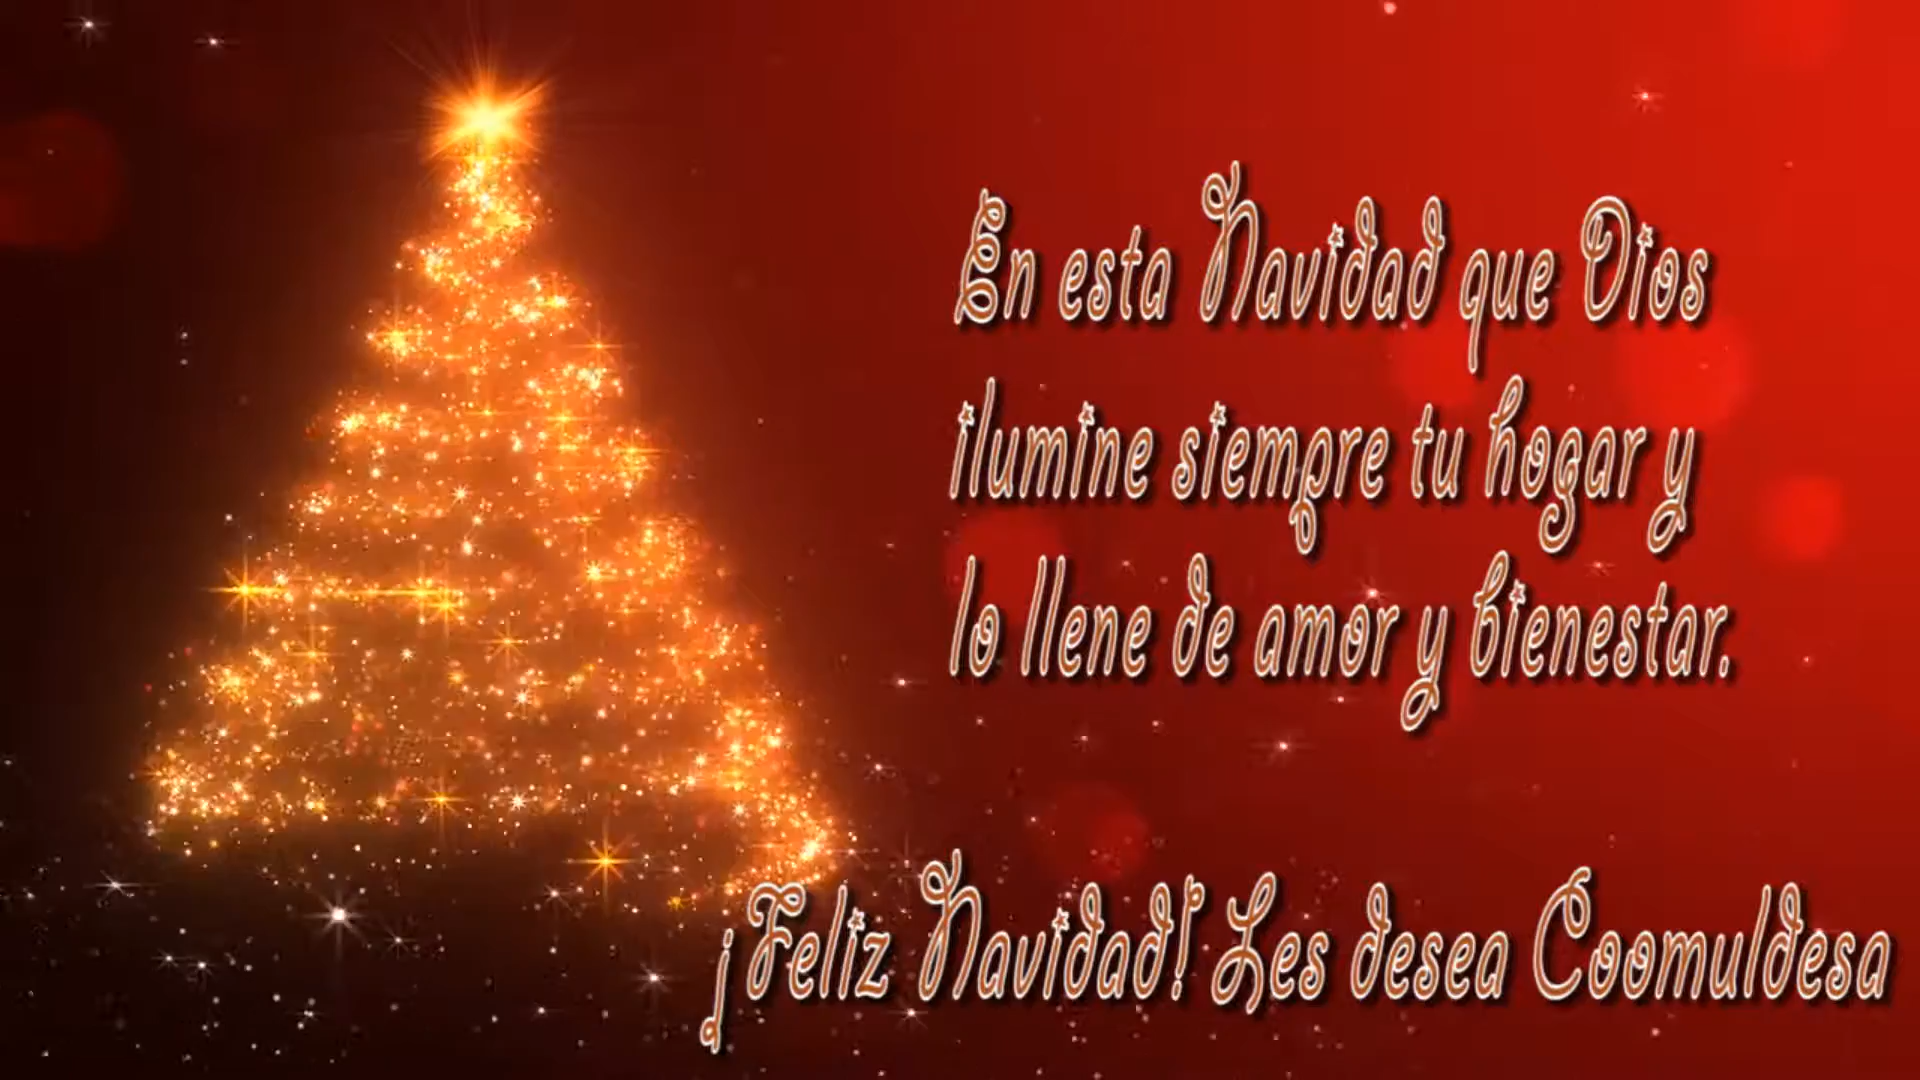 En esta Navidad que Dios
ilumine siempre tu hogar y
lo llene de amor y bienestar.
¡Feliz Navidad! Les desea Coomuldesa